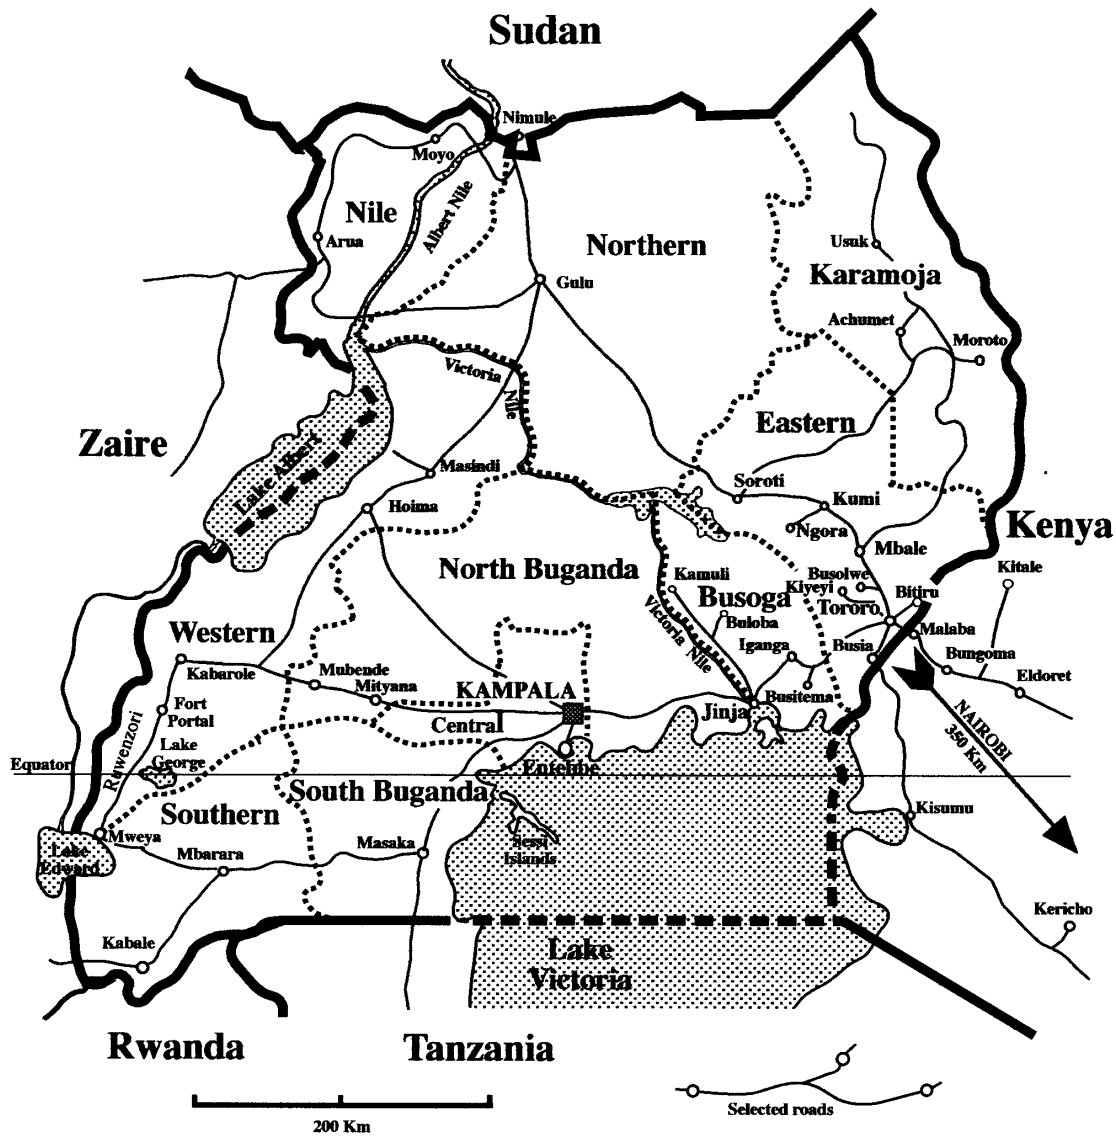 Sudan
Nimule
Moyo
Nile
Albert Nile
Arua
Northern
Usuk
Karamoja
Gulu
Achumet
Moroto
Victoria
Nile
Zaire
Eastern
Lake Albert
Masindi
Soroti
Hoima
Kumi
Ngora
Kenya
Mbale
North Buganda
Kamuli
Busolwe
Kiyeyi
Kitale
Busoga
Bitiru
Tororo
Victoria Nile
Buloba
Western
Malaba
Iganga
Busia
Bungoma
Kabarole
Mubende
Mityana
KAMPALA
Busitema
Eldoret
Fort
Portal
Central
Jinja
NAIROBI
350 Km
Ruwenzori
Lake
George
Equator
Entebbe
South Buganda
Southern
Kisumu
Mweya
Lake
Edward
Mbarara
Masaka
Sessi
Islands
Kericho
Kabale
Lake
Victoria
Rwanda
Tanzania
200 Km
Selected roads